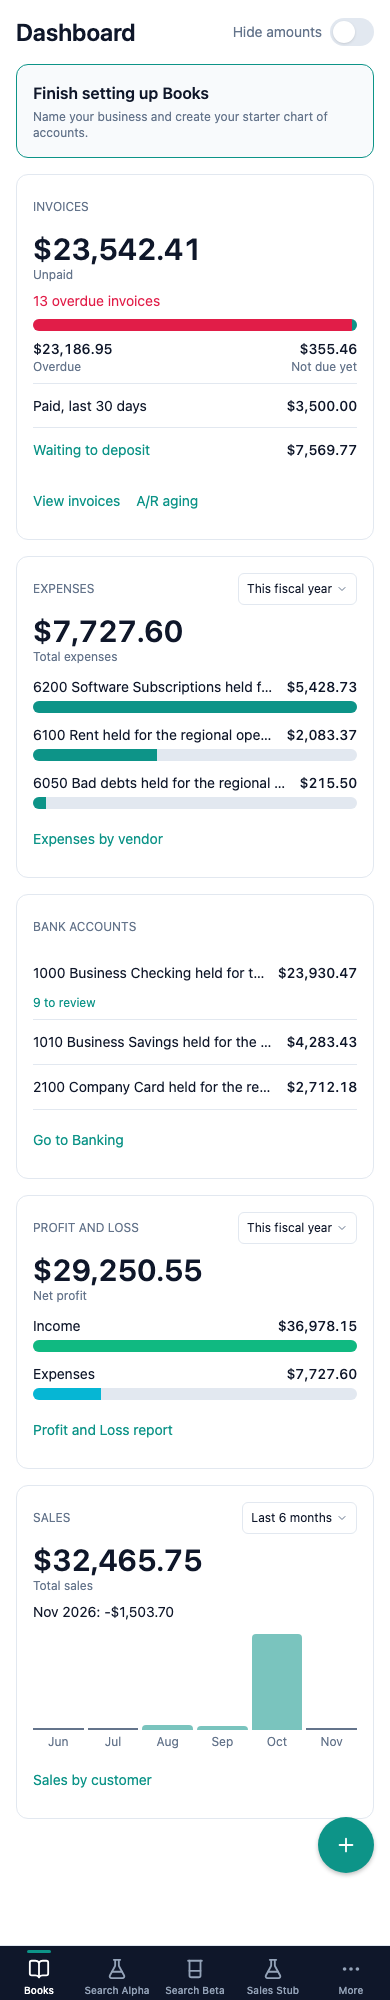 Dashboard
Hide amounts
Finish setting up Books
Name your business and create your starter chart of
accounts.
INVOICES
$23,542.41
Unpaid
13 overdue invoices
$23,186.95 $355.46
Overdue Not due yet
Paid, last 30 days $3,500.00
Waiting to deposit $7,569.77
View invoices A/R aging
EXPENSES This fiscal year
$7,727.60
Total expenses
6200 Software Subscriptions held f... $5,428.73
6100 Rent held for the regional ope... $2,083.37
6050 Bad debts held for the regional ... $215.50
Expenses by vendor
BANK ACCOUNTS
1000 Business Checking held for t... $23,930.47
9 to review
1010 Business Savings held for the ... $4,283.43
2100 Company Card held for the re... $2,712.18
Go to Banking
PROFIT AND LOSS This fiscal year
$29,250.55
Net profit
Income $36,978.15
Expenses $7,727.60
Profit and Loss report
SALES Last 6 months
$32,465.75
Total sales
Nov 2026: -$1,503.70
Jun Jul Aug Sep Oct Nov
Sales by customer
Books Search Alpha Search Beta Sales Stub More